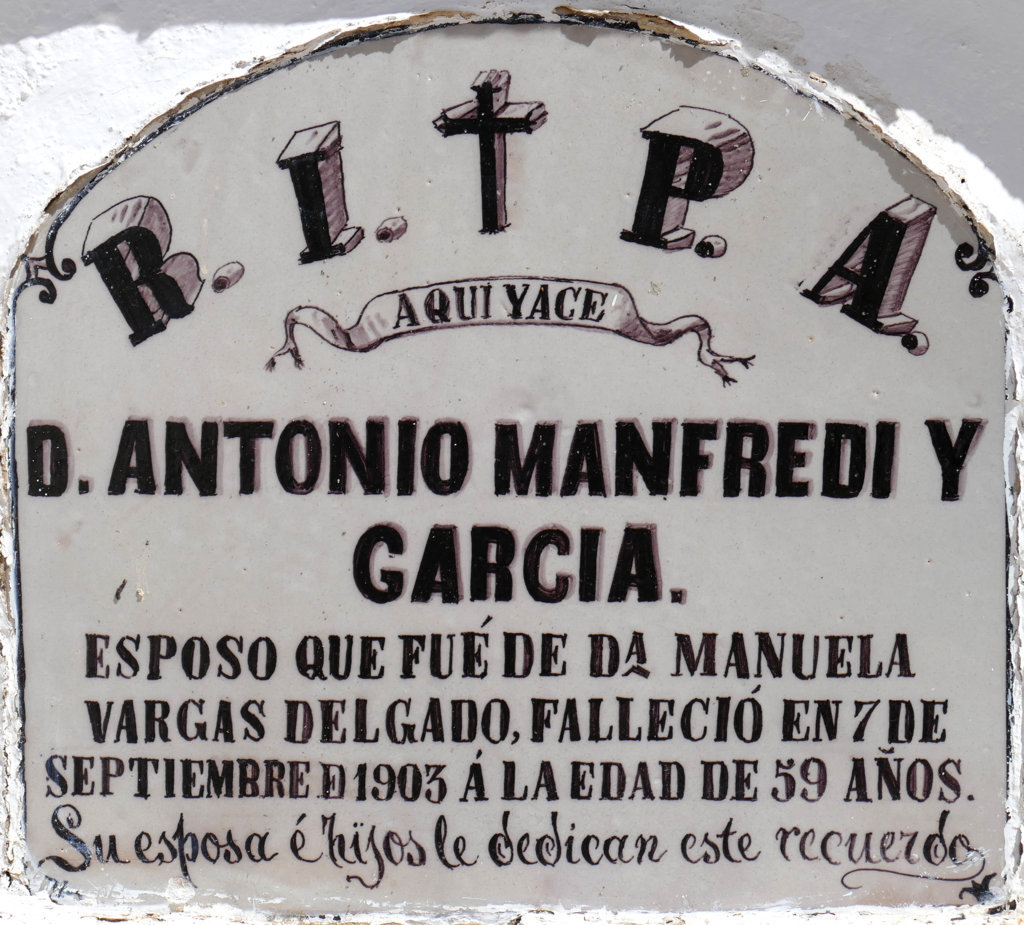 R. I. P. A.
AQUI YACE
D. ANTONIO MANFREDI Y
GARCIA.
ESPOSO QUE FUÉ DE Dª MANUELA
VARGAS DELGADO, FALLECIÓ EN 7 DE
SEPTIEMBRE D 1903 Á LA EDAD DE 59 AÑOS.
Su esposa é hijos le dedican este recuerdo